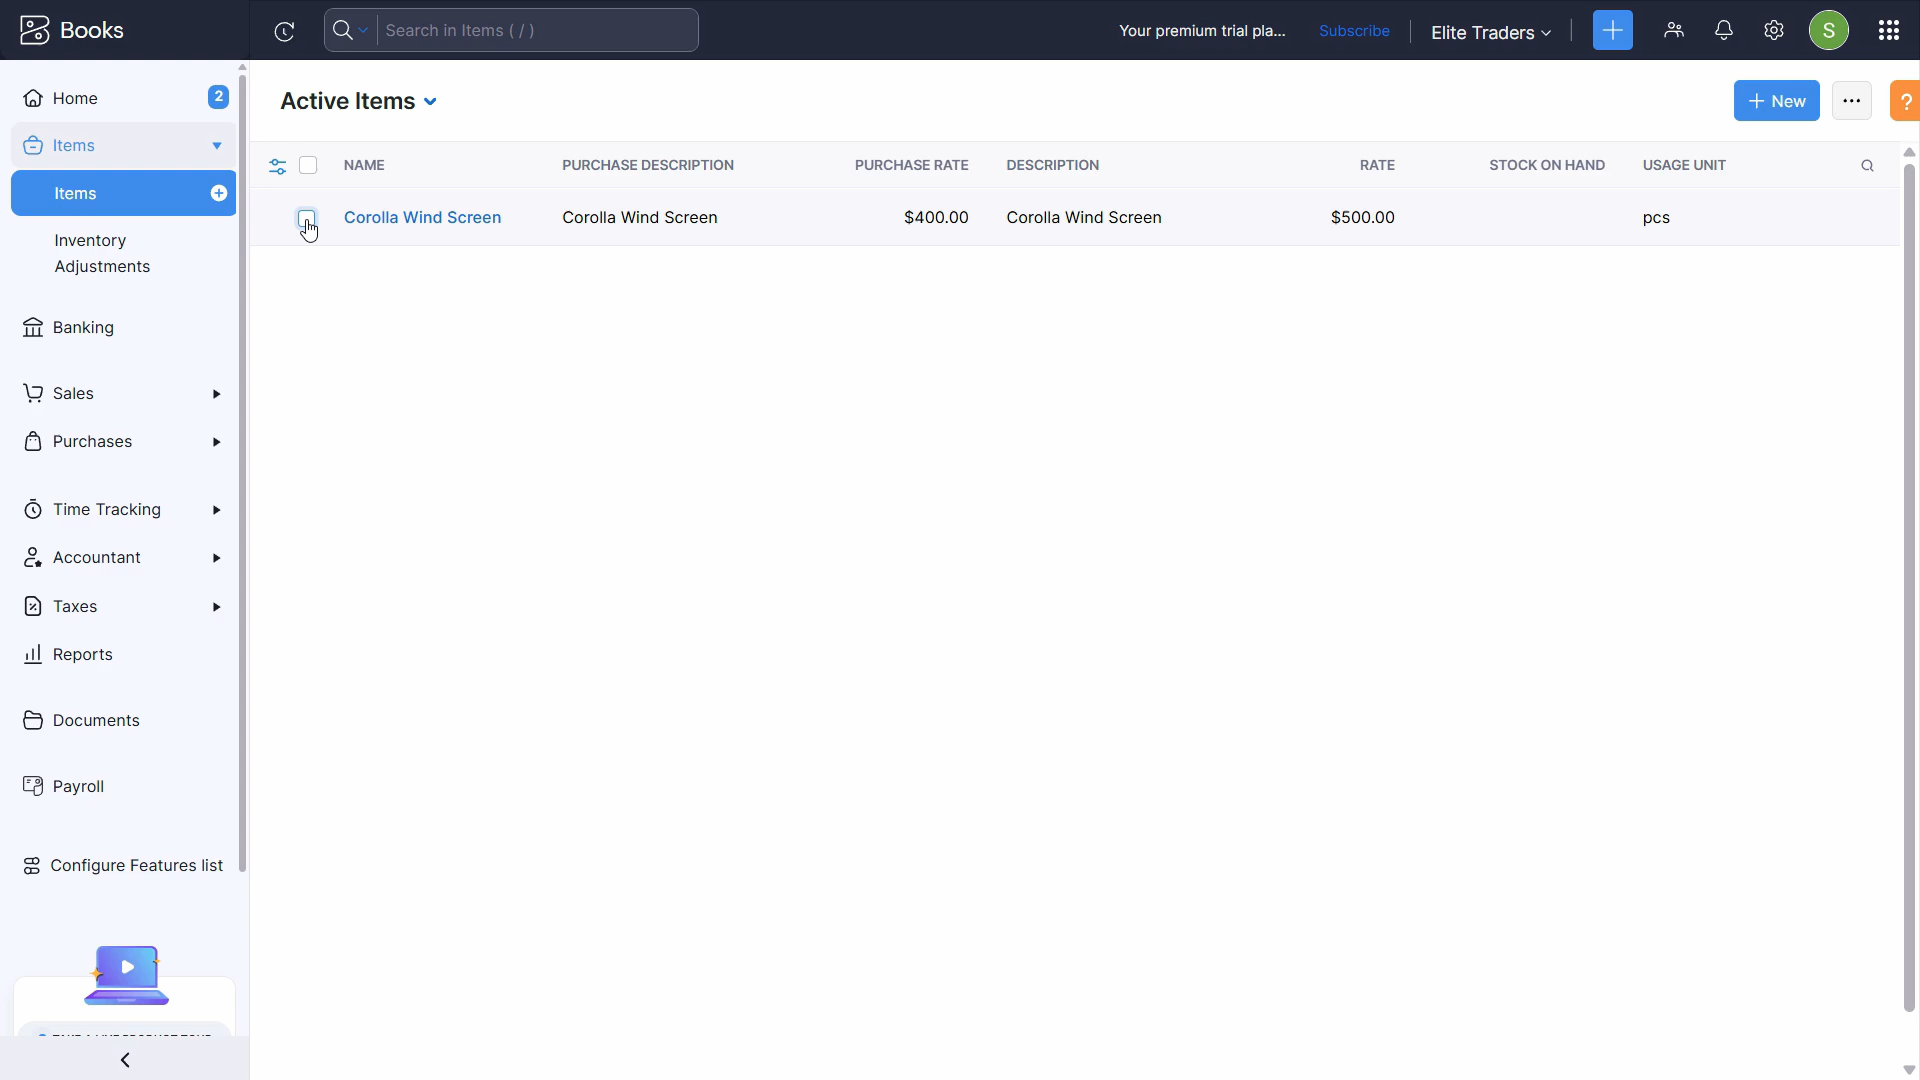 Books
Search in Items ( / )
Your premium trial pla...
Subscribe
Elite Traders
S
Home
2
Items
Items
Inventory
Adjustments
Banking
Sales
Purchases
Time Tracking
Accountant
Taxes
Reports
Documents
Payroll
Configure Features list
Active Items
+ New
?
NAME PURCHASE DESCRIPTION PURCHASE RATE DESCRIPTION RATE STOCK ON HAND USAGE UNIT
Corolla Wind Screen Corolla Wind Screen $400.00 Corolla Wind Screen $500.00 pcs